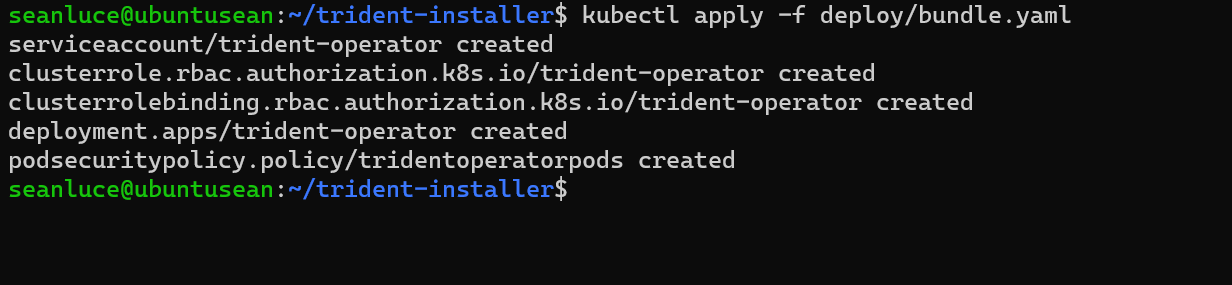 seanluce@ubuntusean:~/trident-installer$ kubectl apply -f deploy/bundle.yaml
serviceaccount/trident-operator created
clusterrole.rbac.authorization.k8s.io/trident-operator created
clusterrolebinding.rbac.authorization.k8s.io/trident-operator created
deployment.apps/trident-operator created
podsecuritypolicy.policy/tridentoperatorpods created
seanluce@ubuntusean:~/trident-installer$